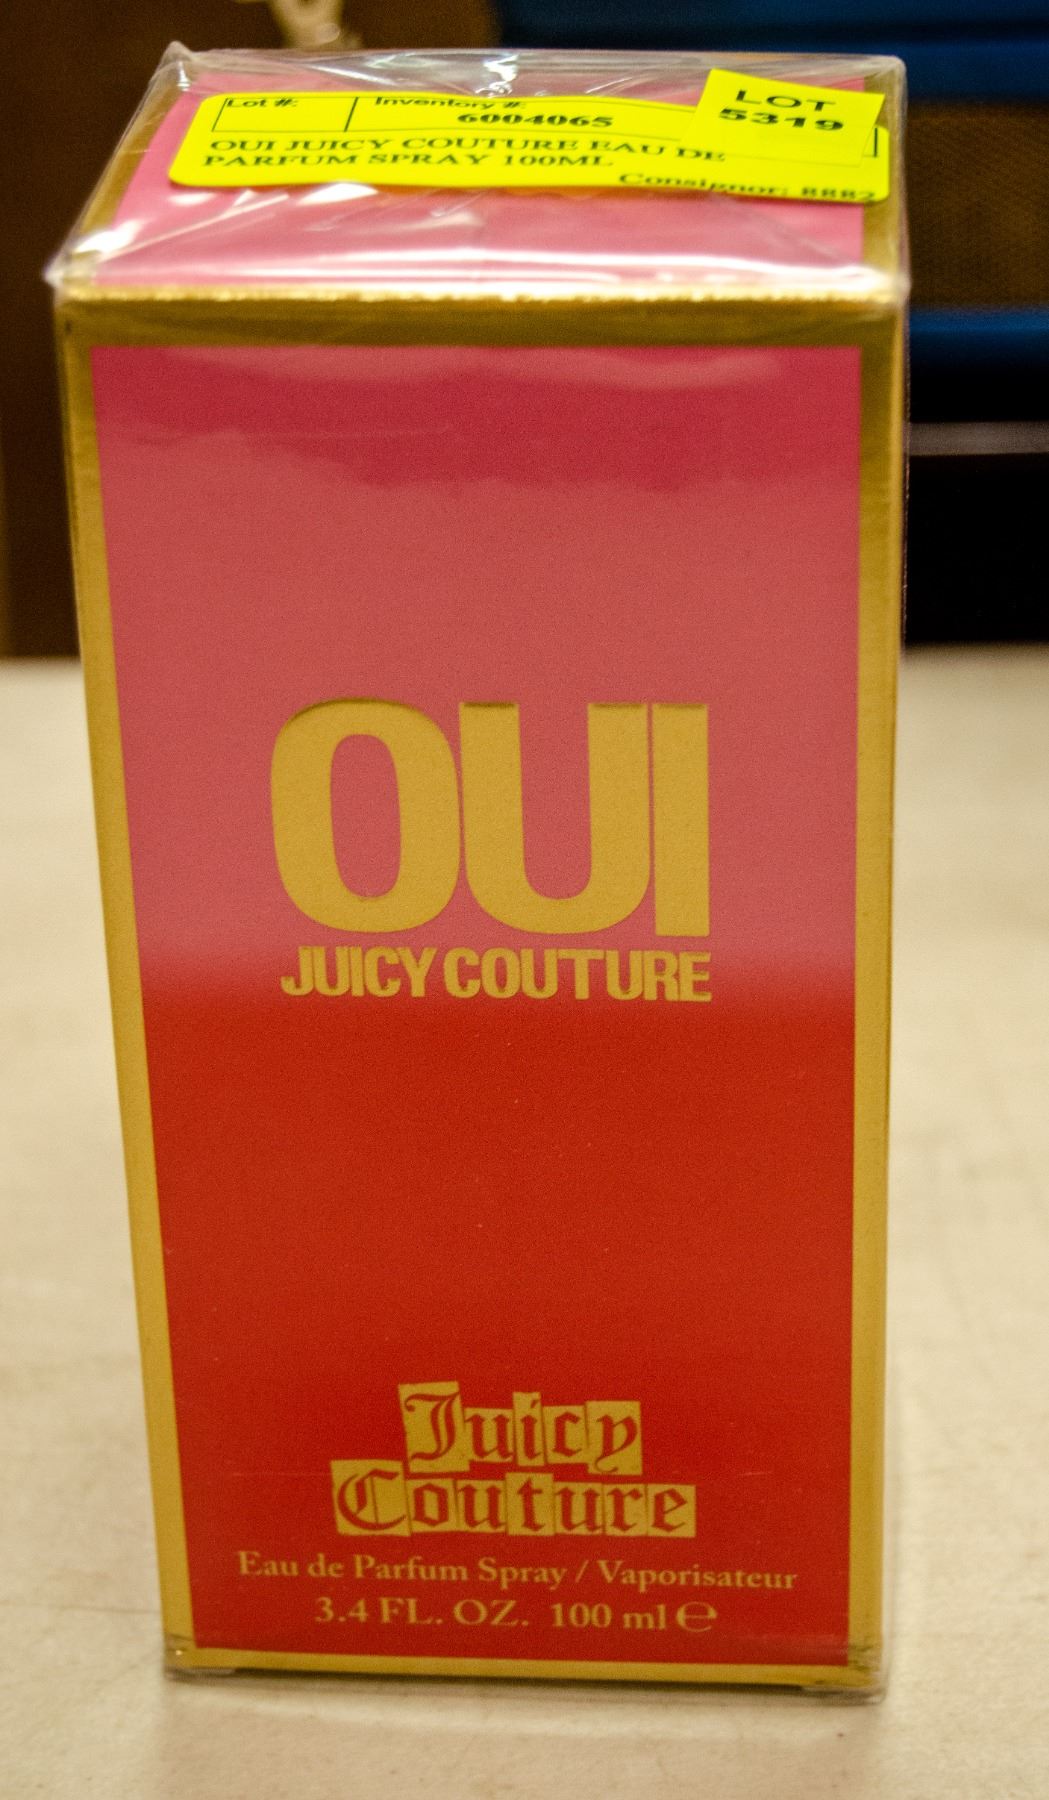 Lot #:
Inventory #:
6004065
LOT
5319
OUI JUICY COUTURE EAU DE
PARFUM SPRAY 100ML
Consignor: 8882
OUI
JUICY COUTURE
Juicy
Couture
Eau de Parfum Spray / Vaporisateur
3.4 FL. OZ. 100 ml ℮